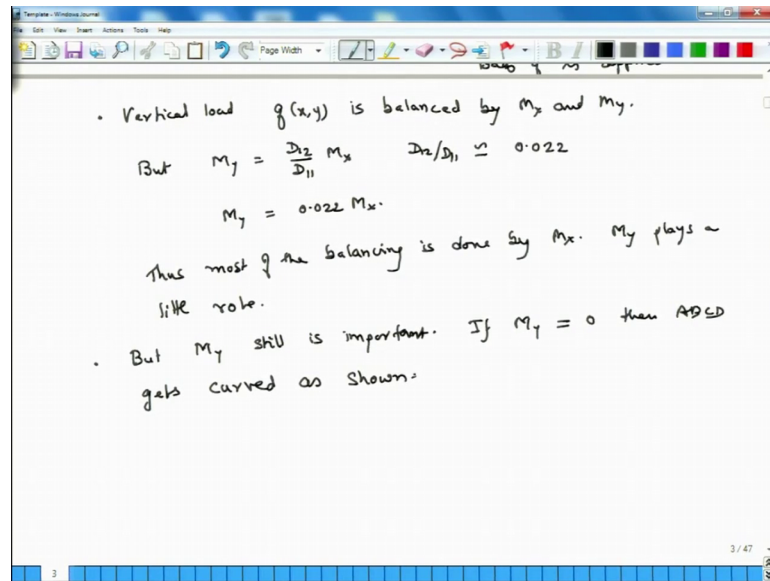 Template - Windows Journal
File Edit View Insert Actions Tools Help
Page Width
B I
• Vertical load q(x,y) is balanced by Mx and My.
But My = D12/D11 Mx D12/D11 ≃ 0.022
My = 0.022 Mx.
Thus most of the balancing is done by Mx. My plays a
little role.
• But My still is important. If My = 0 then ABCD
gets curved as shown.
3 / 47
3